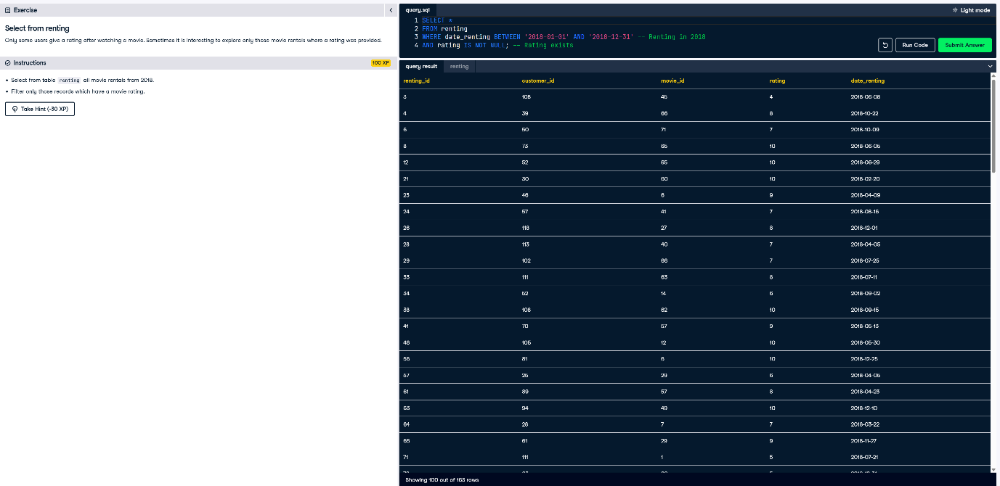 Exercise
Select from renting
Only some users give a rating after watching a movie. Sometimes it is interesting to explore only those movie rentals where a rating was provided.
Instructions
100 XP
Select from table renting all movie rentals from 2018.
Filter only those records which have a movie rating.
Take Hint (-30 XP)
query.sql
Light mode
1 SELECT *
2 FROM renting
3 WHERE date_renting BETWEEN '2018-01-01' AND '2018-12-31' -- Renting in 2018
4 AND rating IS NOT NULL; -- Rating exists
Run Code
Submit Answer
query result
renting
renting_id customer_id movie_id rating date_renting
3 108 45 4 2018-06-08
4 39 66 8 2018-10-22
6 50 71 7 2018-10-09
8 73 65 10 2018-06-05
12 52 65 10 2018-06-29
21 30 60 10 2018-02-20
23 46 6 9 2018-04-09
24 57 41 7 2018-08-16
26 118 27 8 2018-12-01
28 113 40 7 2018-04-05
29 102 66 7 2018-07-25
33 111 63 8 2018-07-11
34 52 14 6 2018-09-02
38 108 62 10 2018-09-15
41 70 57 9 2018-05-13
46 105 12 10 2018-05-30
56 81 6 10 2018-12-25
57 25 29 6 2018-04-05
61 89 57 8 2018-04-23
63 94 49 10 2018-12-10
64 28 7 7 2018-03-22
65 61 29 9 2018-11-27
71 111 1 5 2018-07-21
Showing 100 out of 163 rows